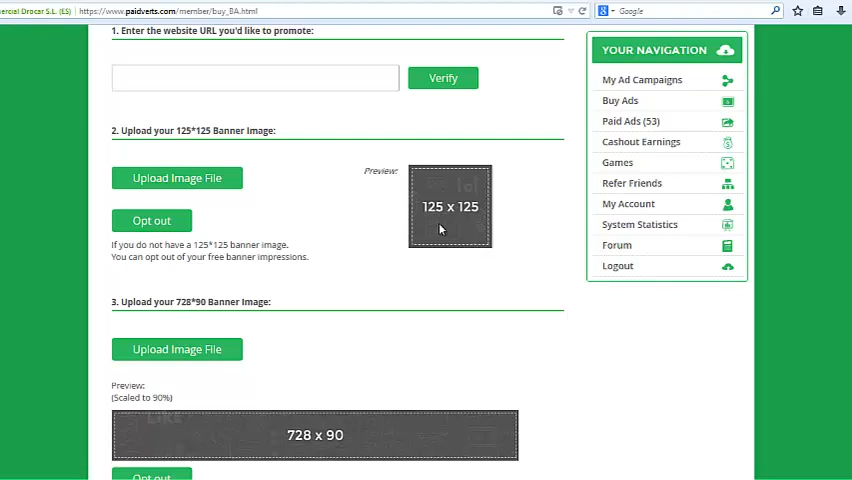 ercial Drocar S.L. (ES)
https://www.paidverts.com/member/buy_BA.html
Google
1. Enter the website URL you'd like to promote:
Verify
2. Upload your 125*125 Banner Image:
Upload Image File
Preview:
125 x 125
Opt out
If you do not have a 125*125 banner image.
You can opt out of your free banner impressions.
3. Upload your 728*90 Banner Image:
Upload Image File
Preview:
(Scaled to 90%)
728 x 90
Opt out
YOUR NAVIGATION
My Ad Campaigns
Buy Ads
Paid Ads (53)
Cashout Earnings
Games
Refer Friends
My Account
System Statistics
Forum
Logout